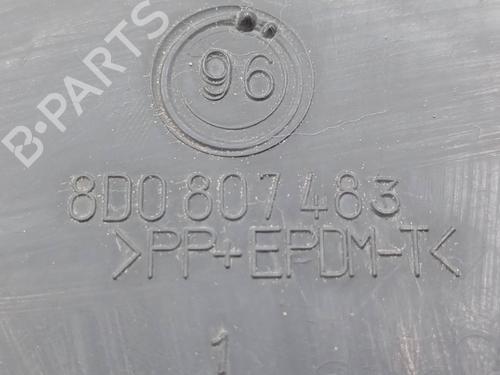 B-PARTS
96
8D0 807 483
>PP+EPDM-T<
1